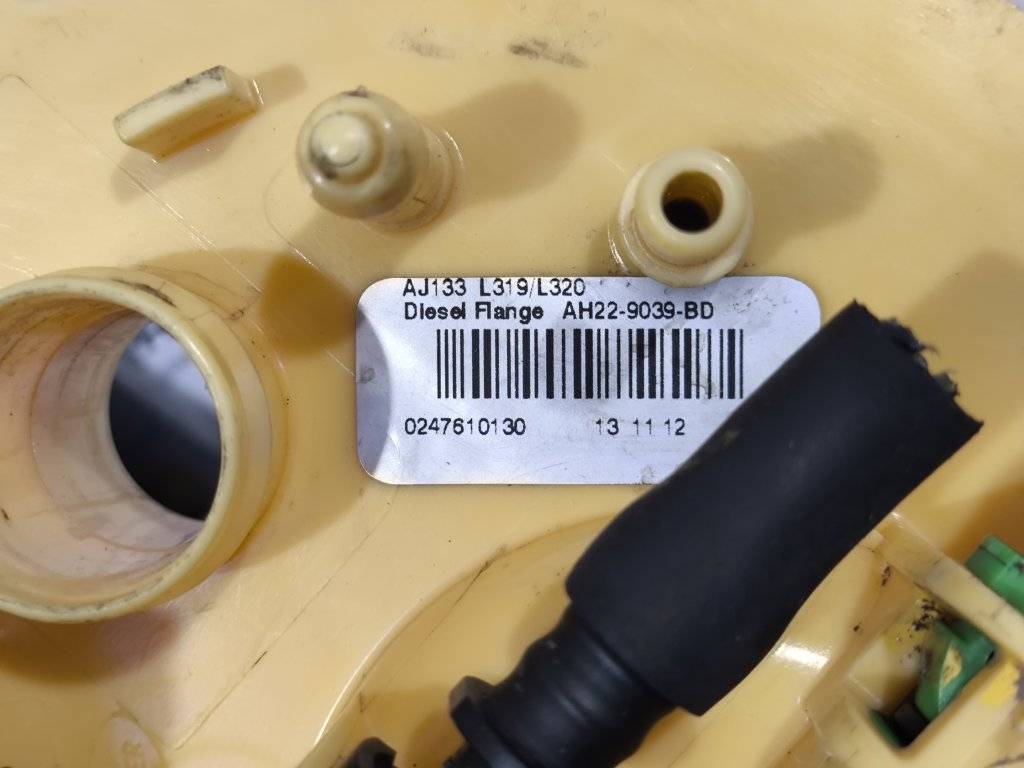 AJ133 L319/L320
Diesel Flange AH22-9039-BD
0247610130 13 11 12